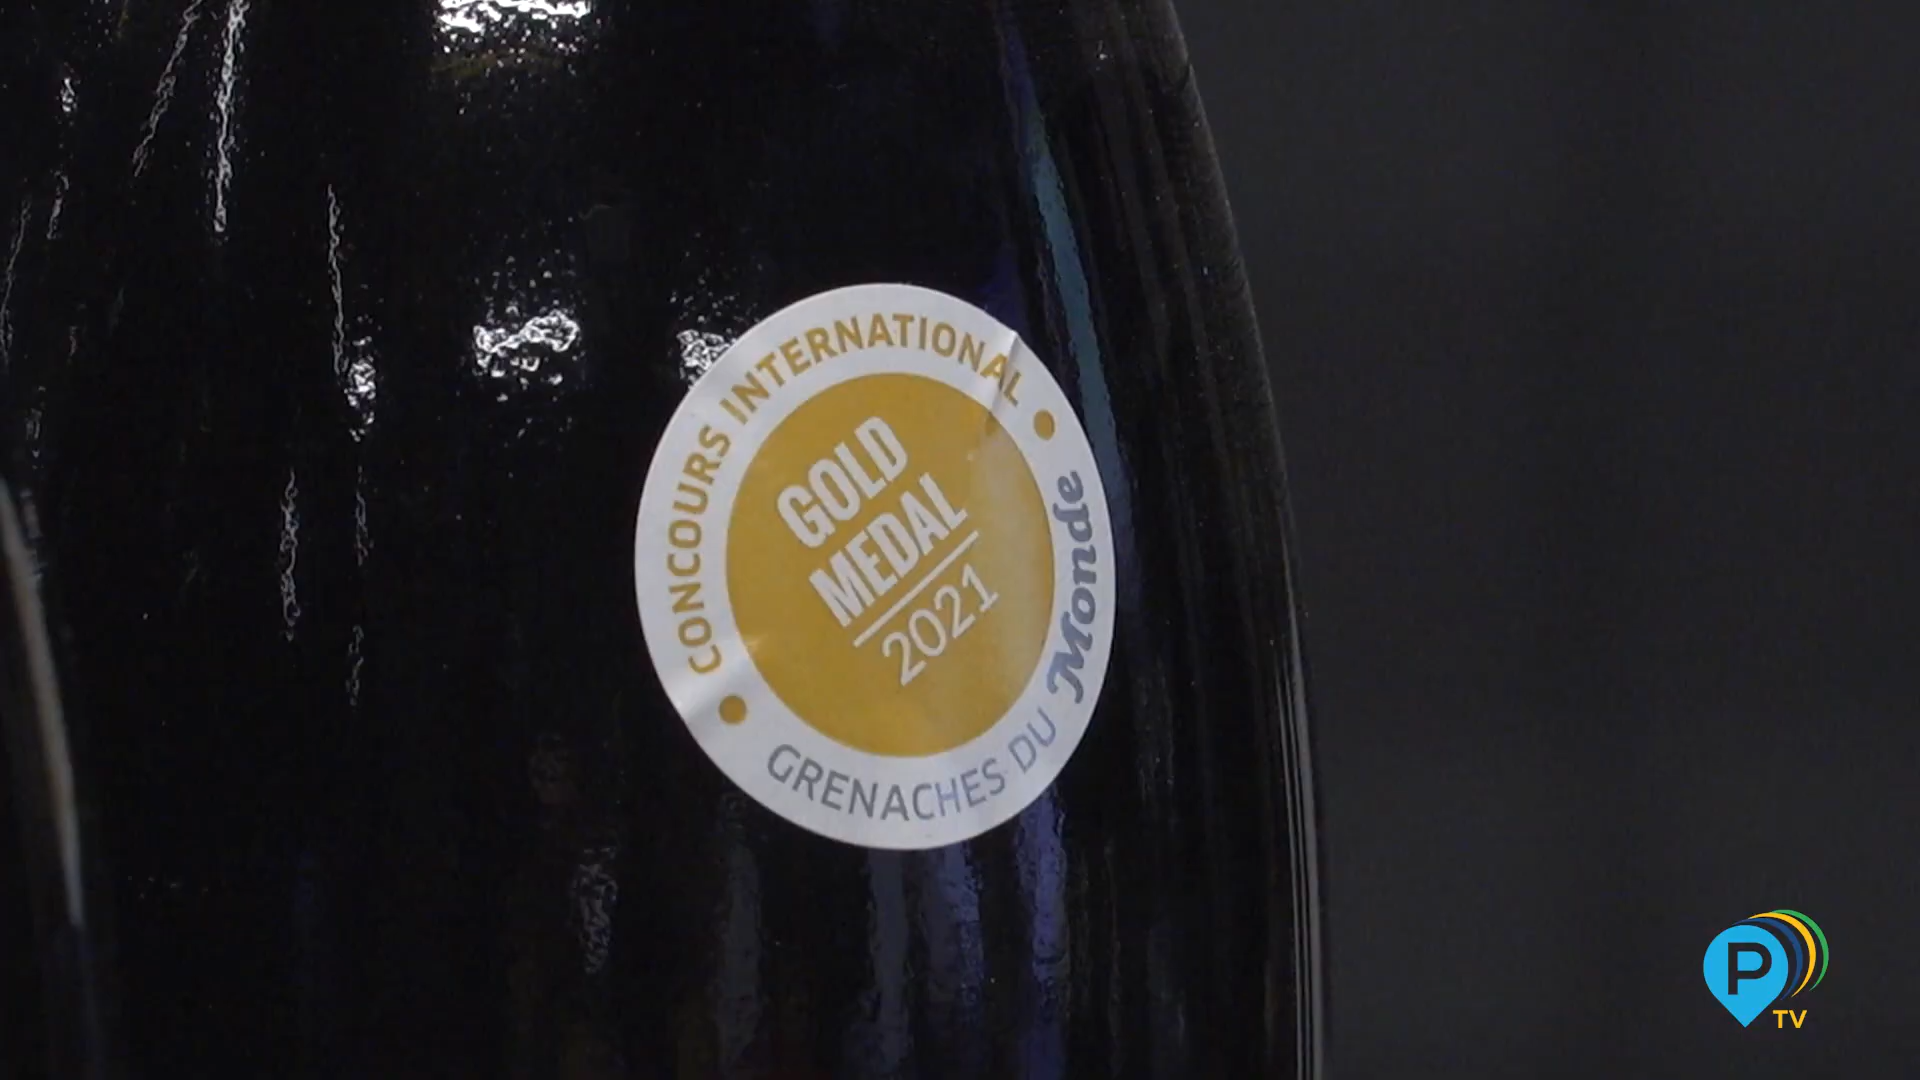 CONCOURS INTERNATIONAL
GOLD
MEDAL
2021
GRENACHES DU Monde
P
TV